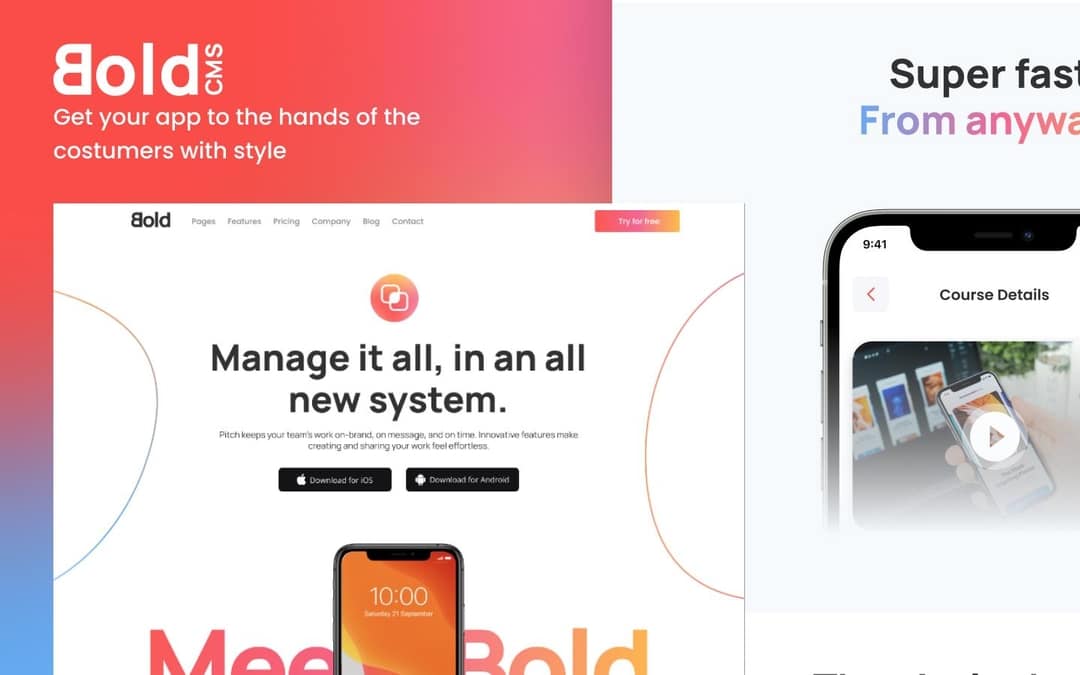 Bold CMS
Get your app to the hands of the
costumers with style
Bold
Pages Features Pricing Company Blog Contact
Try for free
Manage it all, in an all
new system.
Pitch keeps your team's work on-brand, on message, and on time. Innovative features make
creating and sharing your work feel effortless.
Download for iOS
Download for Android
10:00
Saturday 21 September
Bold
Super fast
From
9:41
Course Details